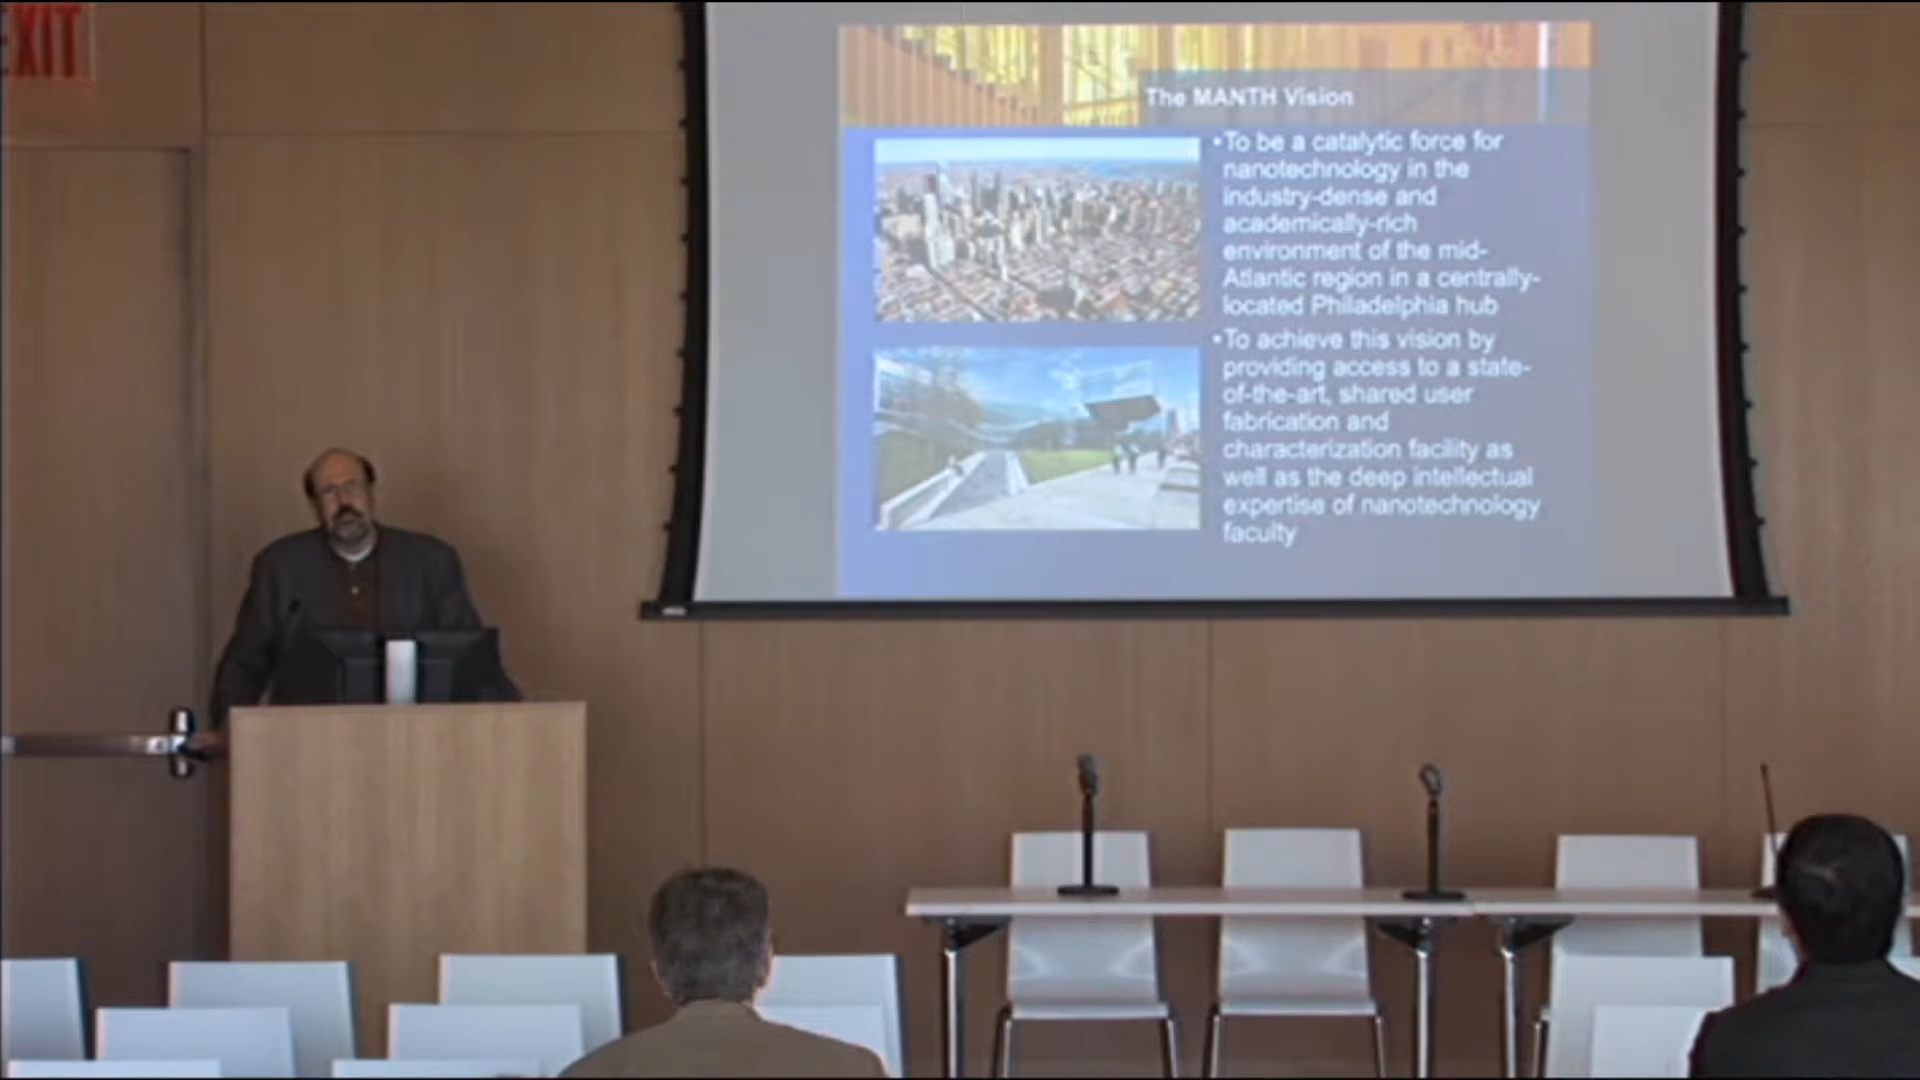 EXIT
The MANTH Vision
•To be a catalytic force for
nanotechnology in the
industry-dense and
academically-rich
environment of the mid-
Atlantic region in a centrally-
located Philadelphia hub
•To achieve this vision by
providing access to a state-
of-the-art, shared user
fabrication and
characterization facility as
well as the deep intellectual
expertise of nanotechnology
faculty